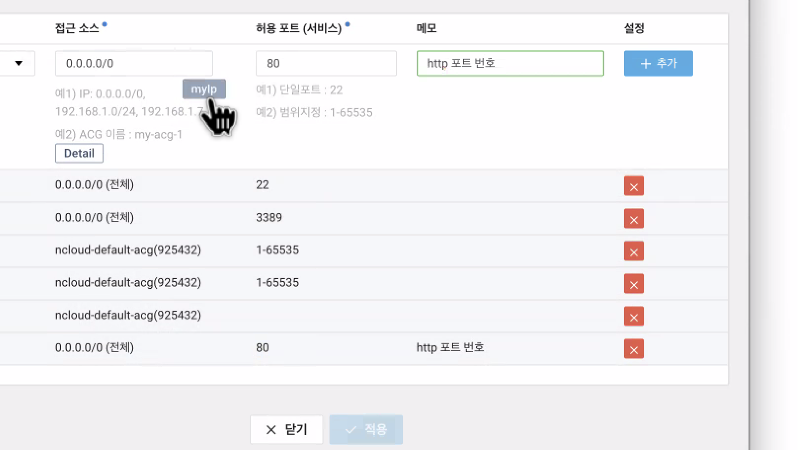 접근 소스 허용 포트 (서비스) 메모 설정
0.0.0.0/0 80 http 포트 번호 + 추가
예1) IP: 0.0.0.0/0, myIp 예1) 단일포트 : 22
192.168.1.0/24, 192.168.1. 예2) 범위지정 : 1-65535
예2) ACG 이름 : my-acg-1
Detail
0.0.0.0/0 (전체) 22
0.0.0.0/0 (전체) 3389
ncloud-default-acg(925432) 1-65535
ncloud-default-acg(925432) 1-65535
ncloud-default-acg(925432)
0.0.0.0/0 (전체) 80 http 포트 번호
닫기 적용